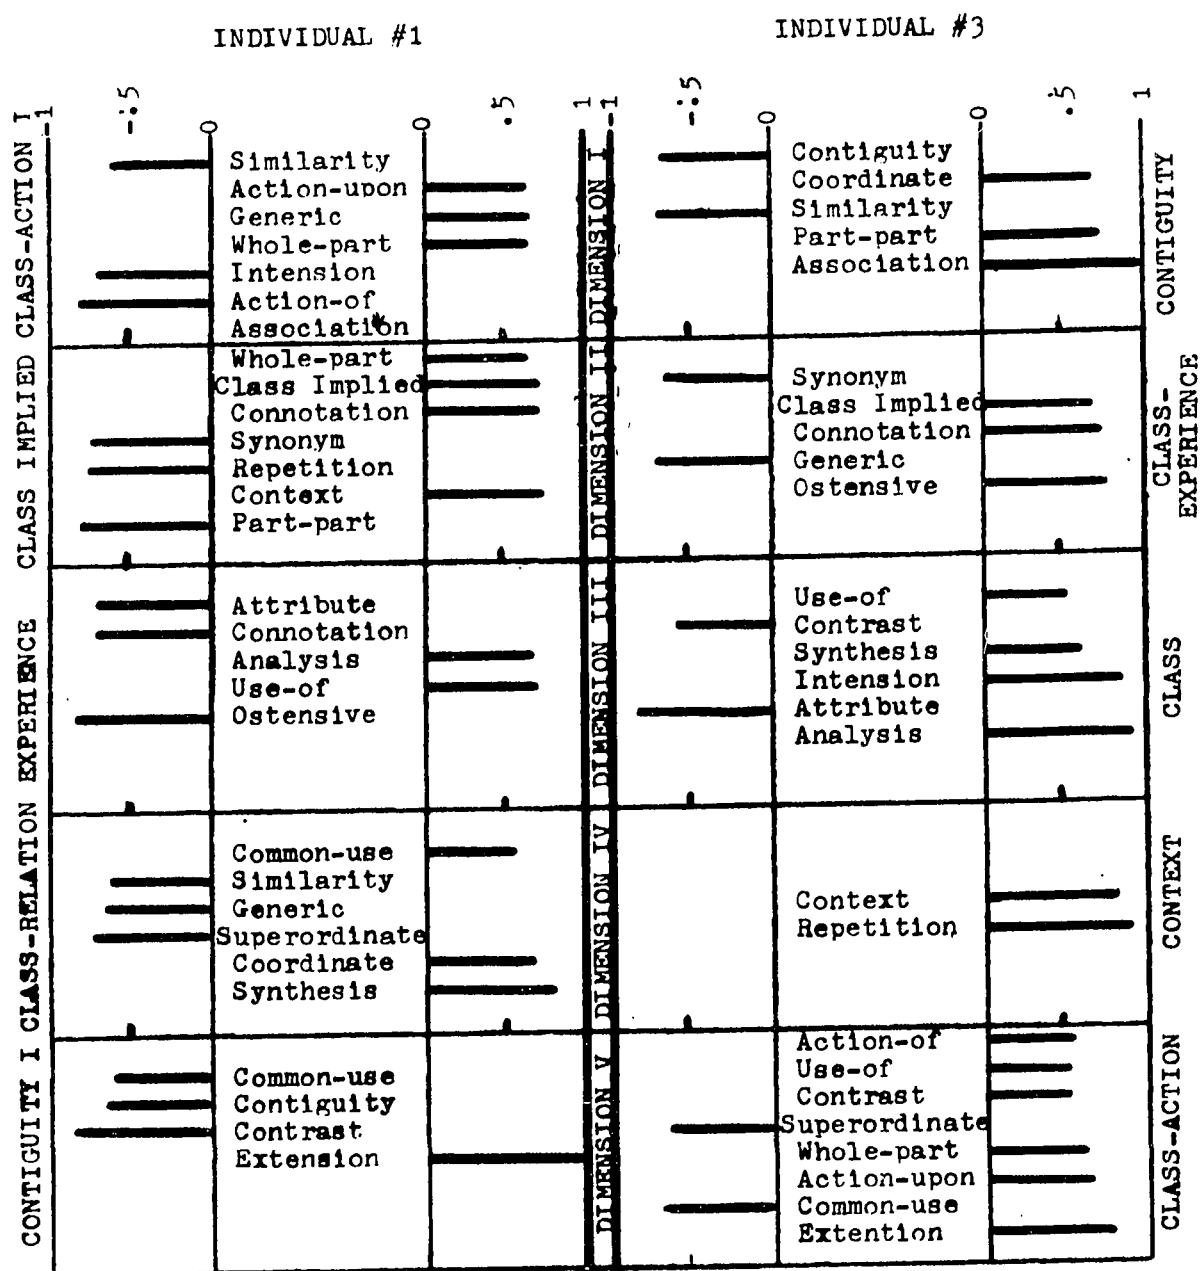 INDIVIDUAL #1
INDIVIDUAL #3
-1
-.5
0
0
.5
1
-1
-.5
0
0
.5
1
CLASS-ACTION I
Similarity
Action-upon
Generic
Whole-part
Intension
Action-of
Association*
DIMENSION I
Contiguity
Coordinate
Similarity
Part-part
Association
CONTIGUITY
CLASS IMPLIED
Whole-part
Class Implied
Connotation
Synonym
Repetition
Context
Part-part
DIMENSION II
Synonym
Class Implied
Connotation
Generic
Ostensive
CLASS-
EXPERIENCE
EXPERIENCE
Attribute
Connotation
Analysis
Use-of
Ostensive
DIMENSION III
Use-of
Contrast
Synthesis
Intension
Attribute
Analysis
CLASS
CLASS-RELATION
Common-use
Similarity
Generic
Superordinate
Coordinate
Synthesis
DIMENSION IV
Context
Repetition
CONTEXT
CONTIGUITY I
Common-use
Contiguity
Contrast
Extension
DIMENSION V
Action-of
Use-of
Contrast
Superordinate
Whole-part
Action-upon
Common-use
Extention
CLASS-ACTION